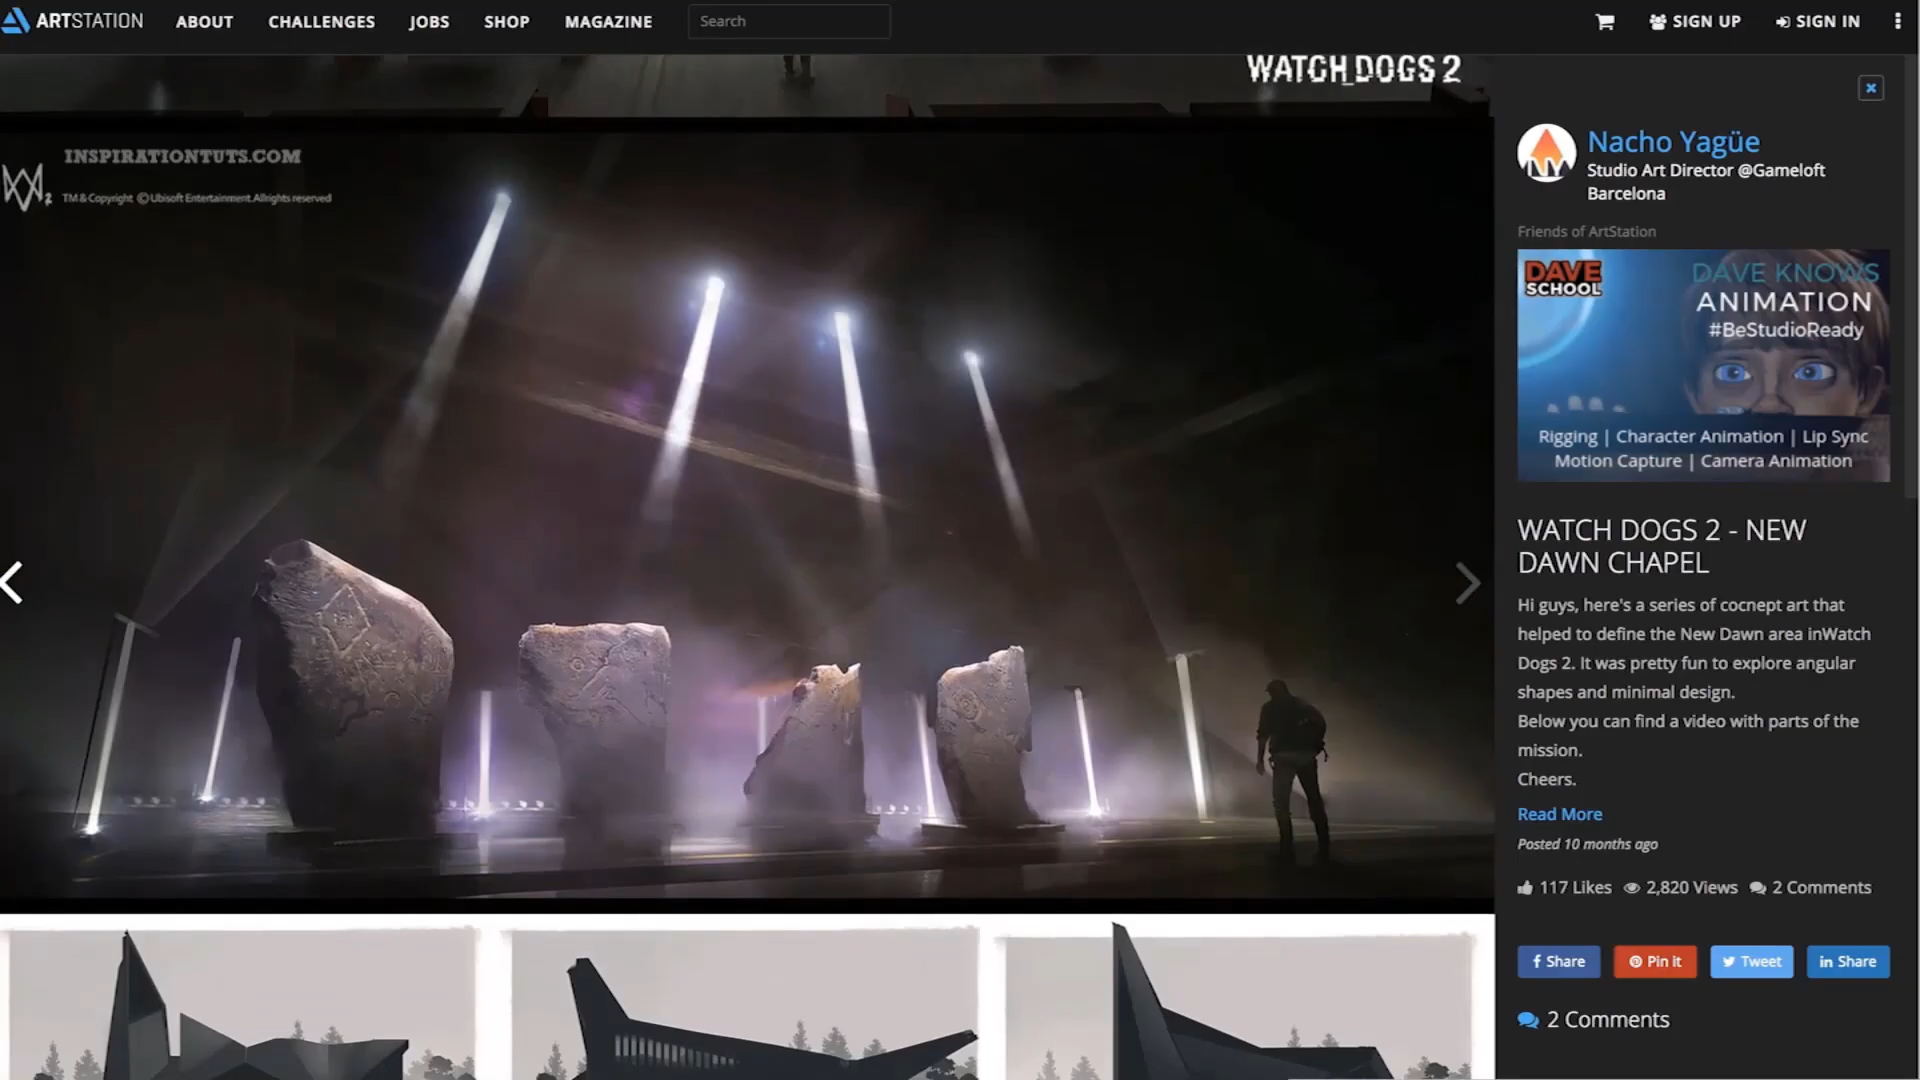 ARTSTATION ABOUT CHALLENGES JOBS SHOP MAGAZINE Search SIGN UP SIGN IN
WATCH_DOGS 2
INSPIRATIONTUTS.COM
2 TM & Copyright © Ubisoft Entertainment. All rights reserved
NY
Nacho Yagüe
Studio Art Director @Gameloft
Barcelona
Friends of ArtStation
DAVE
SCHOOL
DAVE KNOWS
ANIMATION
#BeStudioReady
Rigging | Character Animation | Lip Sync
Motion Capture | Camera Animation
WATCH DOGS 2 - NEW
DAWN CHAPEL
Hi guys, here's a series of cocnept art that
helped to define the New Dawn area inWatch
Dogs 2. It was pretty fun to explore angular
shapes and minimal design.
Below you can find a video with parts of the
mission.
Cheers.
Read More
Posted 10 months ago
117 Likes 2,820 Views 2 Comments
f Share Pin it Tweet in Share
2 Comments